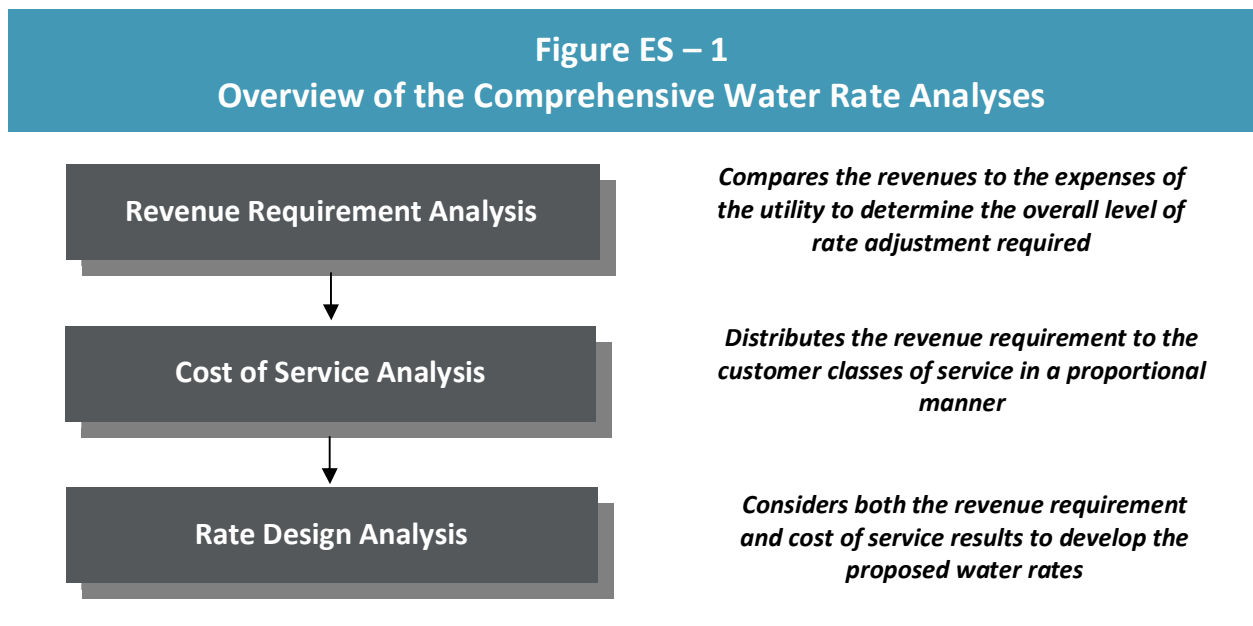 Figure ES – 1
Overview of the Comprehensive Water Rate Analyses
Revenue Requirement Analysis
Compares the revenues to the expenses of
the utility to determine the overall level of
rate adjustment required
Cost of Service Analysis
Distributes the revenue requirement to the
customer classes of service in a proportional
manner
Rate Design Analysis
Considers both the revenue requirement
and cost of service results to develop the
proposed water rates